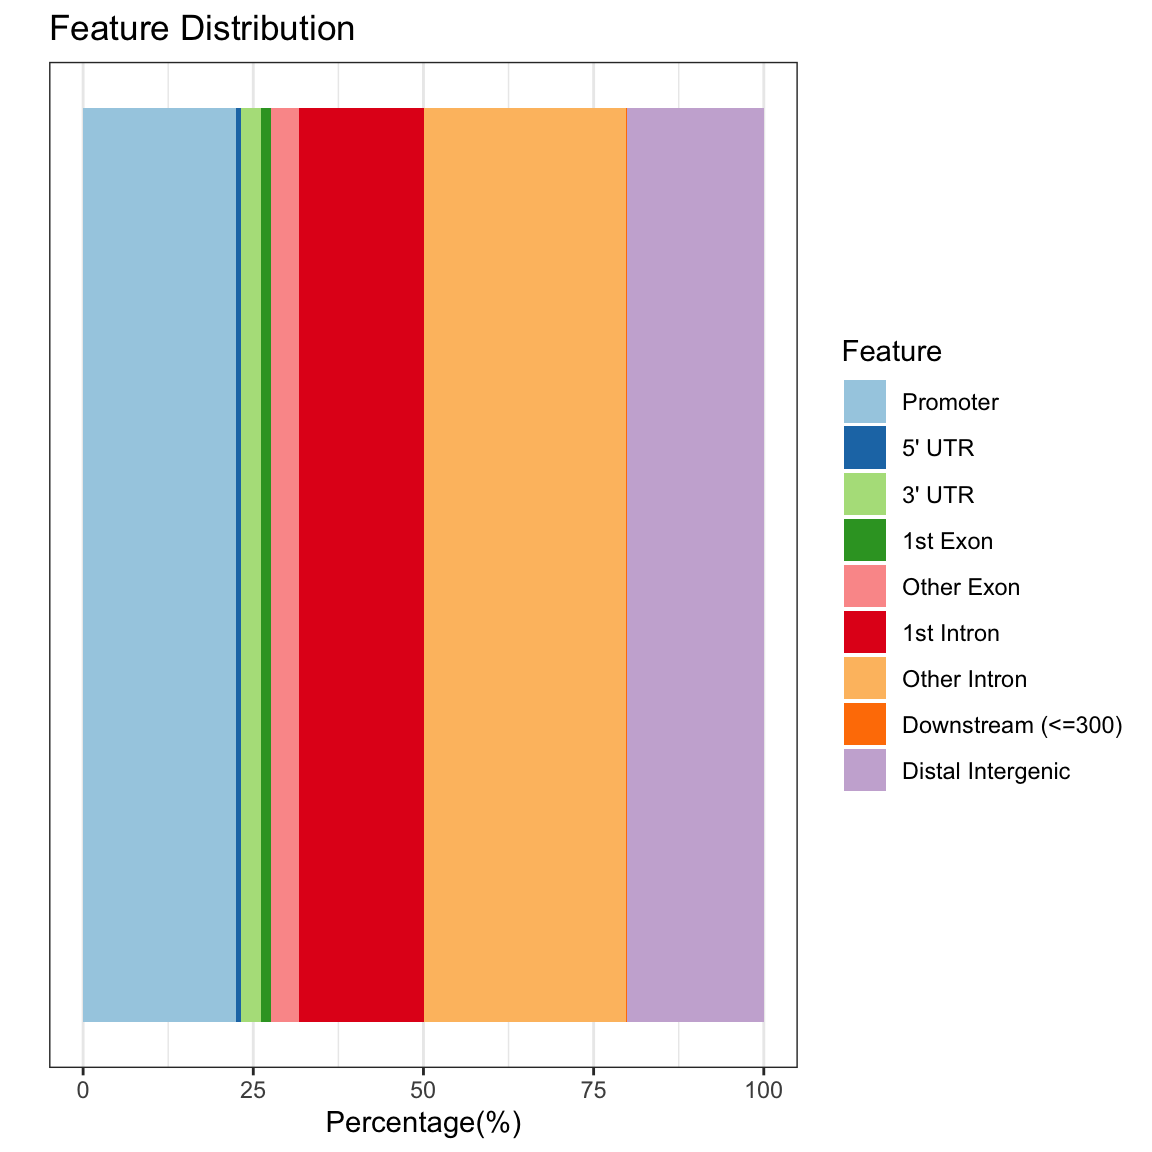 Feature Distribution
Feature
Promoter
5' UTR
3' UTR
1st Exon
Other Exon
1st Intron
Other Intron
Downstream (<=300)
Distal Intergenic
0 25 50 75 100
Percentage(%)